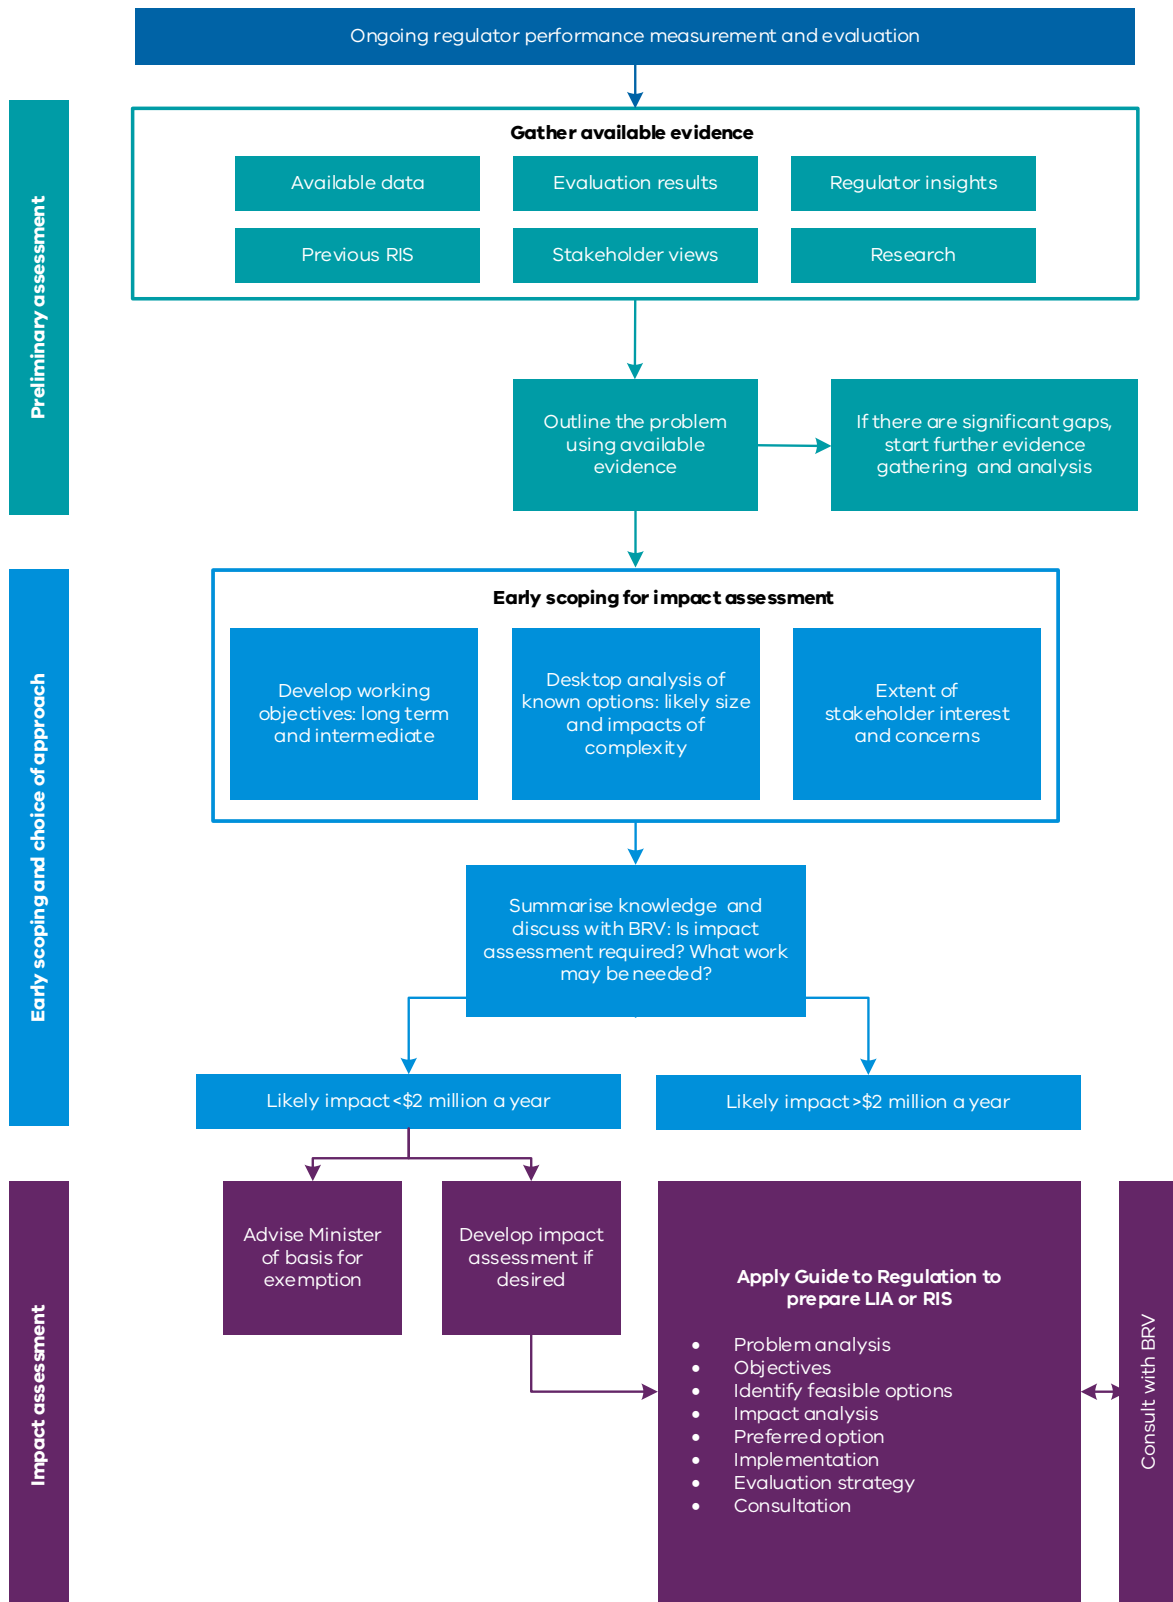 Ongoing regulator performance measurement and evaluation
Preliminary assessment
Gather available evidence
Available data
Evaluation results
Regulator insights
Previous RIS
Stakeholder views
Research
Outline the problem
using available
evidence
If there are significant gaps,
start further evidence
gathering and analysis
Early scoping and choice of approach
Early scoping for impact assessment
Develop working
objectives: long term
and intermediate
Desktop analysis of
known options: likely size
and impacts of
complexity
Extent of
stakeholder interest
and concerns
Summarise knowledge and
discuss with BRV: Is impact
assessment required? What work
may be needed?
Likely impact <$2 million a year
Likely impact >$2 million a year
Impact assessment
Advise Minister
of basis for
exemption
Develop impact
assessment if
desired
Apply Guide to Regulation to
prepare LIA or RIS
• Problem analysis
• Objectives
• Identify feasible options
• Impact analysis
• Preferred option
• Implementation
• Evaluation strategy
• Consultation
Consult with BRV